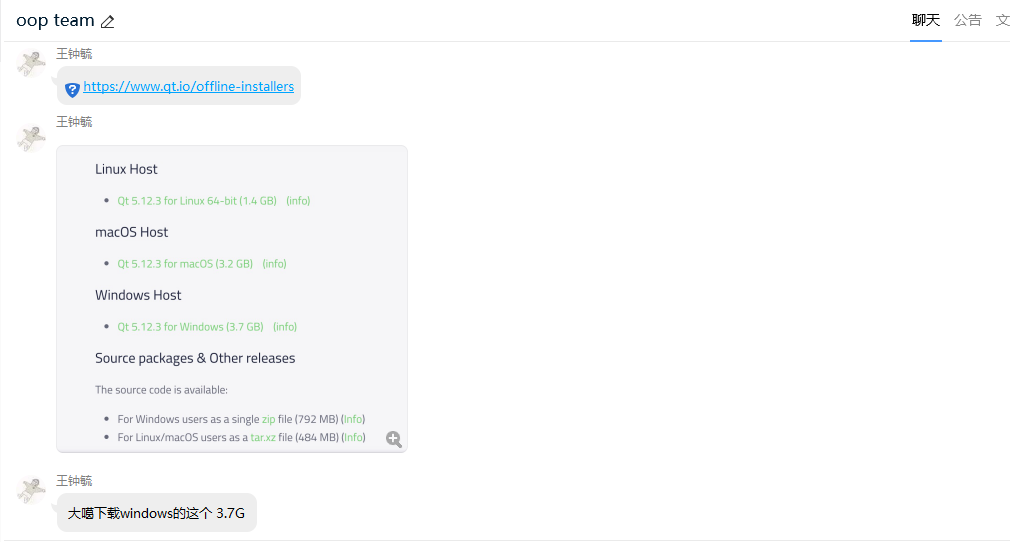 oop team
聊天 公告 文
王钟毓
https://www.qt.io/offline-installers
王钟毓
Linux Host
Qt 5.12.3 for Linux 64-bit (1.4 GB) (info)
macOS Host
Qt 5.12.3 for macOS (3.2 GB) (info)
Windows Host
Qt 5.12.3 for Windows (3.7 GB) (info)
Source packages & Other releases
The source code is available:
For Windows users as a single zip file (792 MB) (Info)
For Linux/macOS users as a tar.xz file (484 MB) (Info)
王钟毓
大噶下载windows的这个 3.7G